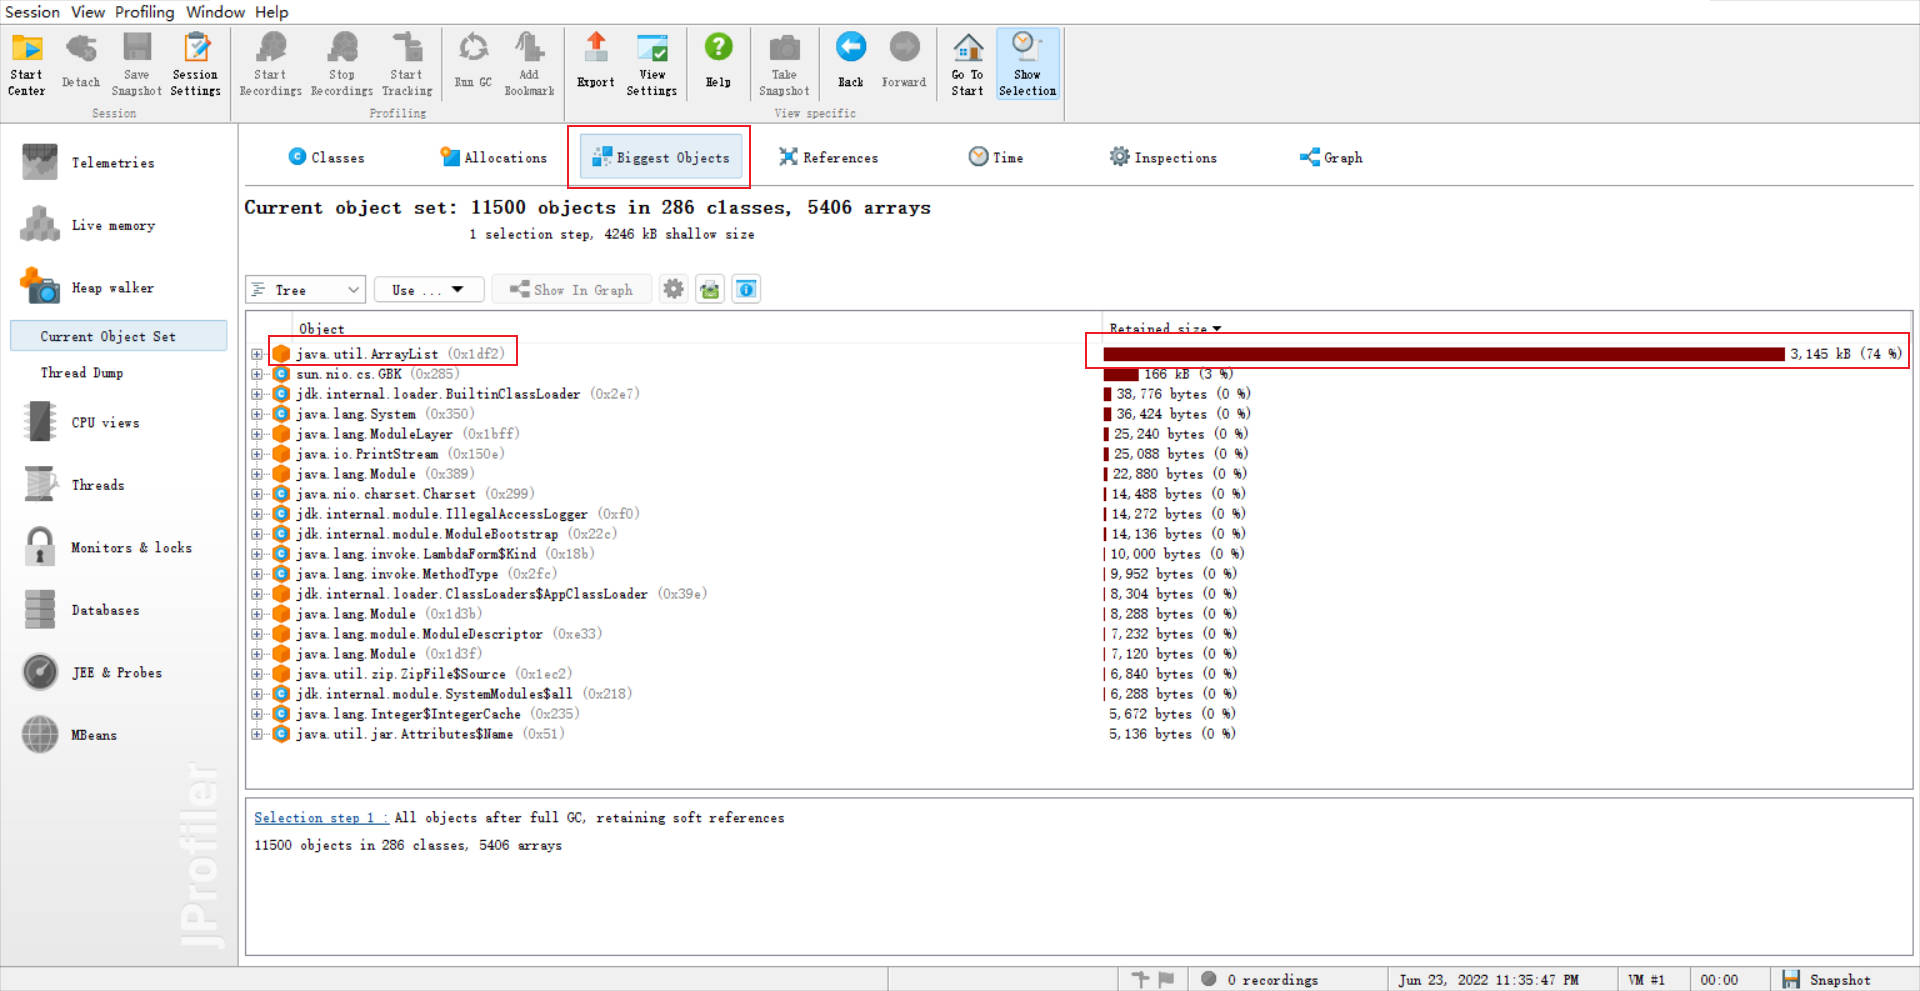 Session View Profiling Window Help
Start Center
Detach
Save Snapshot
Session Settings
Start Recordings
Stop Recordings
Start Tracking
Run GC
Add Bookmark
Export
View Settings
Help
Take Snapshot
Back
Forward
Go To Start
Show Selection
Session
Profiling
View specific
Telemetries
Live memory
Heap walker
Current Object Set
Thread Dump
CPU views
Threads
Monitors & locks
Databases
JEE & Probes
MBeans
JProfiler
Classes Allocations Biggest Objects References Time Inspections Graph
Current object set: 11500 objects in 286 classes, 5406 arrays
1 selection step, 4246 kB shallow size
Tree Use ... Show In Graph
Object Retained size
java.util.ArrayList (0x1df2) 3,145 kB (74 %)
sun.nio.cs.GBK (0x285) 166 kB (3 %)
jdk.internal.loader.BuiltinClassLoader (0x2e7) 38,776 bytes (0 %)
java.lang.System (0x350) 36,424 bytes (0 %)
java.lang.ModuleLayer (0x1bff) 25,240 bytes (0 %)
java.io.PrintStream (0x150e) 25,088 bytes (0 %)
java.lang.Module (0x389) 22,880 bytes (0 %)
java.nio.charset.Charset (0x299) 14,488 bytes (0 %)
jdk.internal.module.IllegalAccessLogger (0xf0) 14,272 bytes (0 %)
jdk.internal.module.ModuleBootstrap (0x22c) 14,136 bytes (0 %)
java.lang.invoke.LambdaForm$Kind (0x18b) 10,000 bytes (0 %)
java.lang.invoke.MethodType (0x2fc) 9,952 bytes (0 %)
jdk.internal.loader.ClassLoaders$AppClassLoader (0x39e) 8,304 bytes (0 %)
java.lang.Module (0x1d3b) 8,288 bytes (0 %)
java.lang.module.ModuleDescriptor (0xe33) 7,232 bytes (0 %)
java.lang.Module (0x1d3f) 7,120 bytes (0 %)
java.util.zip.ZipFile$Source (0x1ec2) 6,840 bytes (0 %)
jdk.internal.module.SystemModules$all (0x218) 6,288 bytes (0 %)
java.lang.Integer$IntegerCache (0x235) 5,672 bytes (0 %)
java.util.jar.Attributes$Name (0x51) 5,136 bytes (0 %)
Selection step 1 : All objects after full GC, retaining soft references
11500 objects in 286 classes, 5406 arrays
0 recordings Jun 23, 2022 11:35:47 PM VM #1 00:00 Snapshot